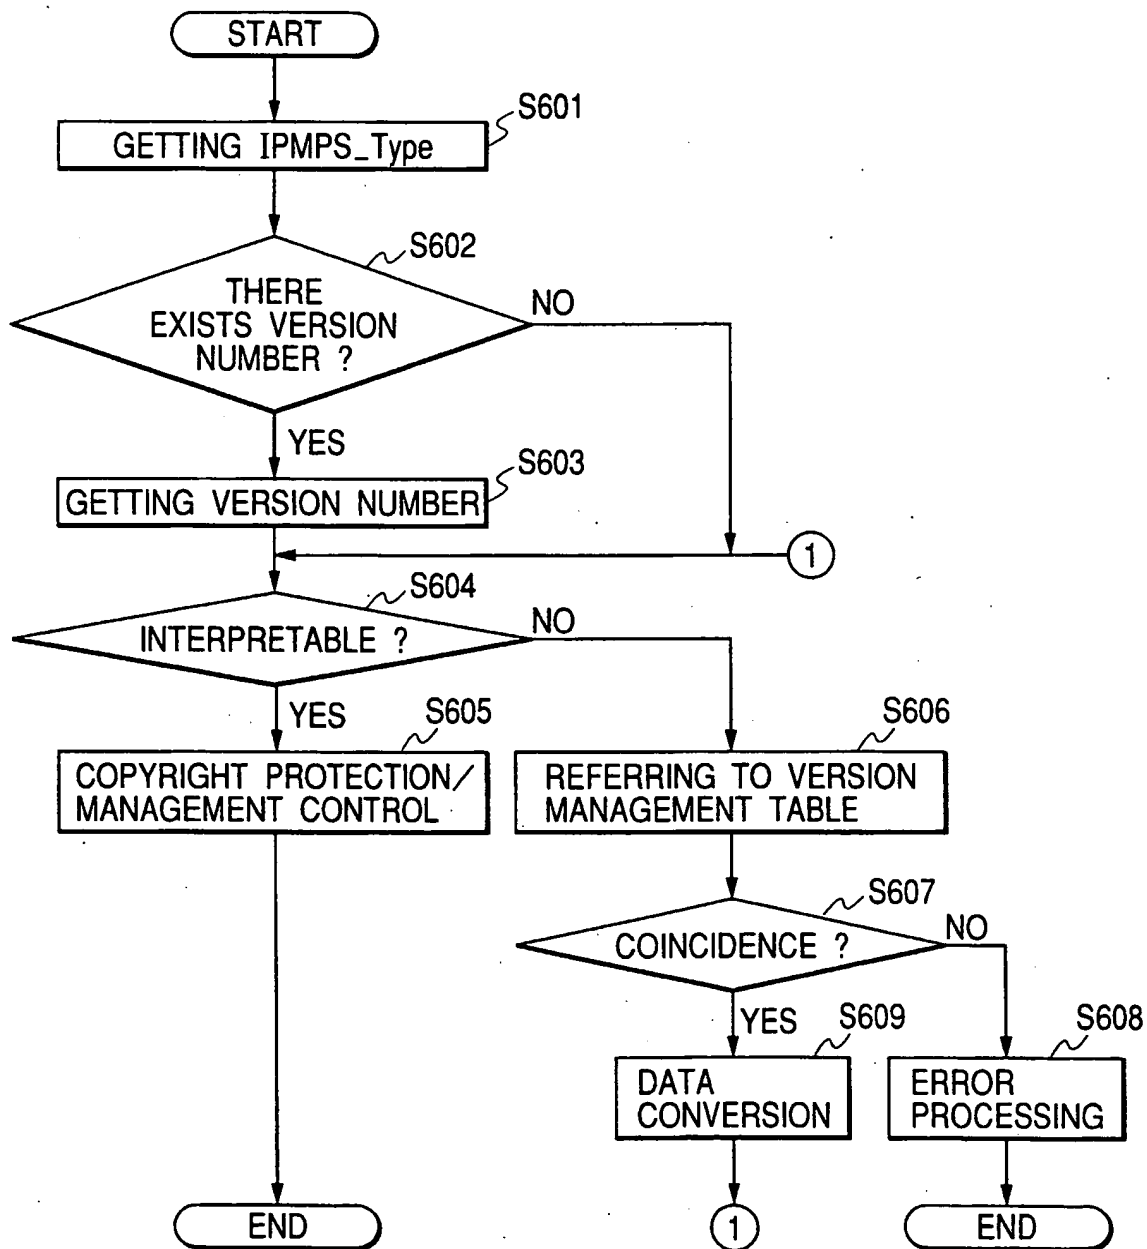 START
S601
GETTING IPMPS_Type
S602
THERE
EXISTS VERSION
NUMBER ?
NO
YES
S603
GETTING VERSION NUMBER
1
S604
INTERPRETABLE ?
NO
YES
S605
COPYRIGHT PROTECTION/
MANAGEMENT CONTROL
S606
REFERRING TO VERSION
MANAGEMENT TABLE
S607
COINCIDENCE ?
NO
YES
S609
DATA
CONVERSION
S608
ERROR
PROCESSING
END
1
END